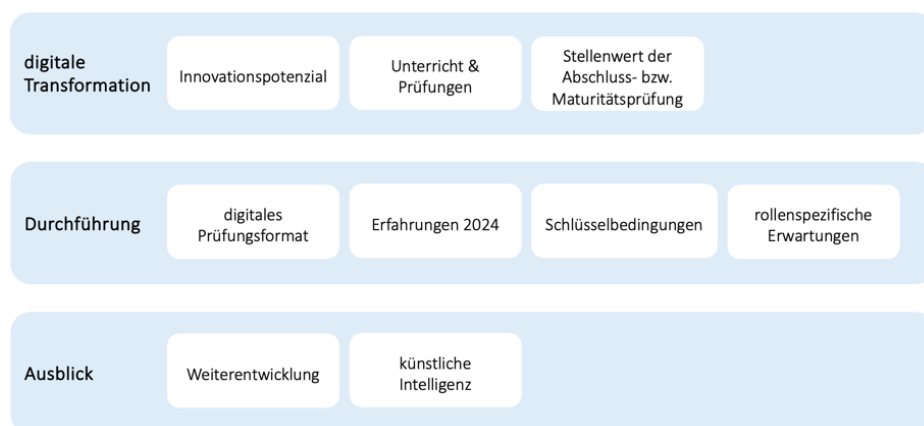 digitale
Transformation
Innovationspotenzial
Unterricht &
Prüfungen
Stellenwert der
Abschluss- bzw.
Maturitätsprüfung
Durchführung
digitales
Prüfungsformat
Erfahrungen 2024
Schlüsselbedingungen
rollenspezifische
Erwartungen
Ausblick
Weiterentwicklung
künstliche
Intelligenz